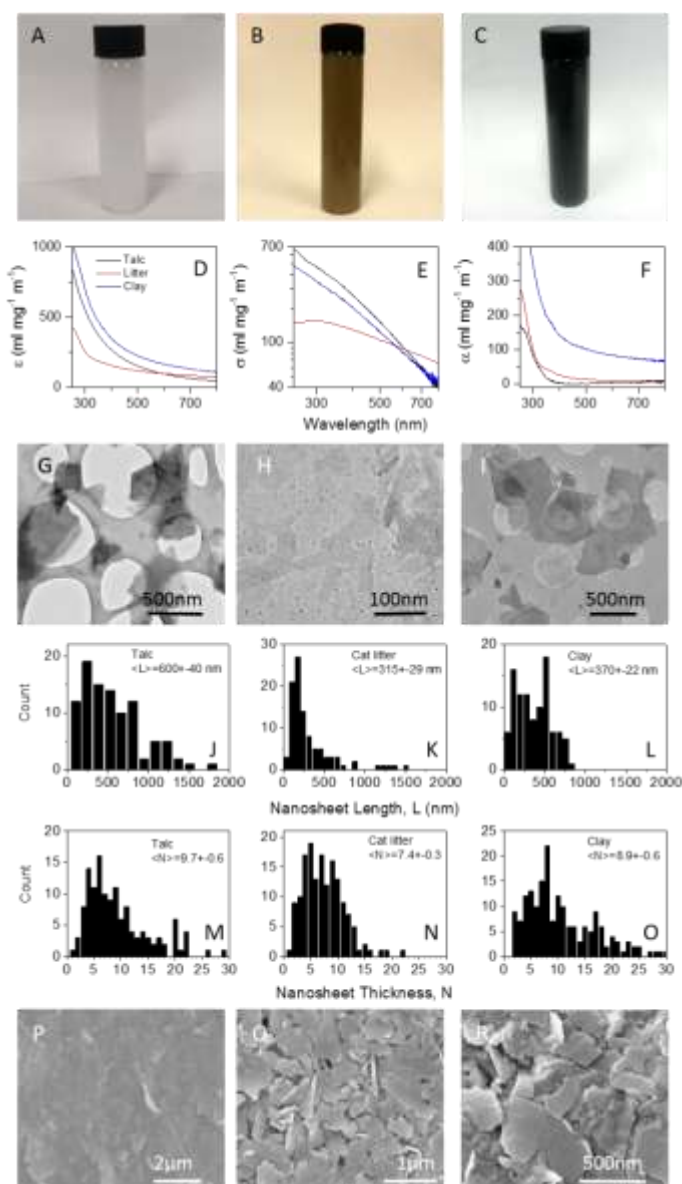 A
B
C
D
1000
500
0
ε (ml mg⁻¹ m⁻¹)
Talc
Litter
Clay
300 500 700
E
700
100
40
σ (ml mg⁻¹ m⁻¹)
300 500 700
F
400
300
200
100
0
α (ml mg⁻¹ m⁻¹)
300 500 700
Wavelength (nm)
G
500nm
H
100nm
I
500nm
Talc
<L>=600+-40 nm
J
20
10
0
Count
0 500 1000 1500 2000
Cat litter
<L>=315+-29 nm
K
30
20
10
0
0 500 1000 1500 2000
Clay
<L>=370+-22 nm
L
20
10
0
0 500 1000 1500 2000
Nanosheet Length, L (nm)
Talc
<N>=9.7+-0.6
M
20
15
10
5
0
Count
0 5 10 15 20 25 30
Cat litter
<N>=7.4+-0.3
N
20
15
10
5
0
0 5 10 15 20 25 30
Clay
<N>=8.9+-0.6
O
25
20
15
10
5
0
0 5 10 15 20 25 30
Nanosheet Thickness, N
P
2μm
Q
1μm
R
500nm